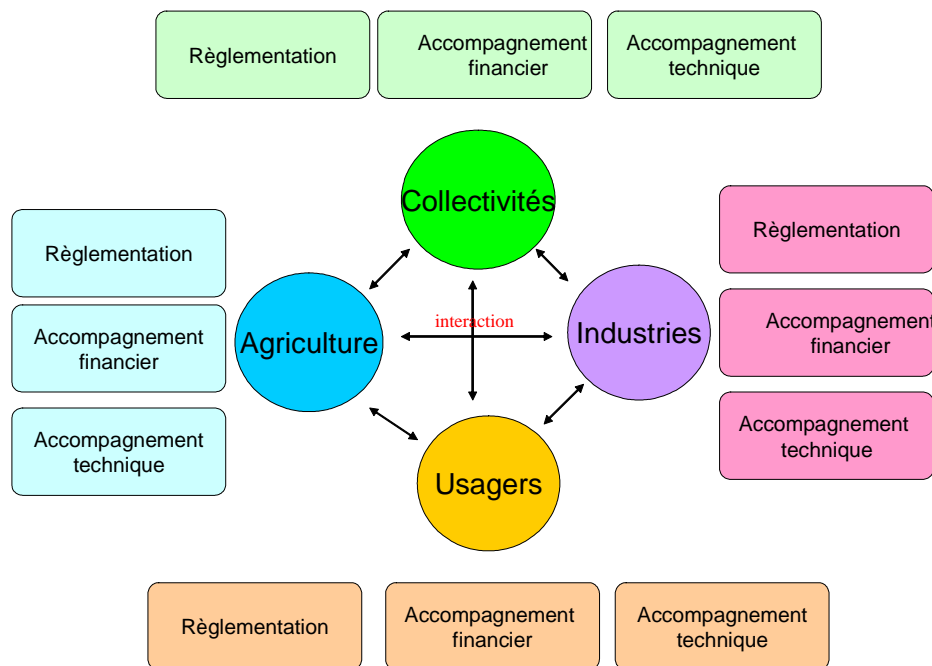 Règlementation
Accompagnement
financier
Accompagnement
technique
Collectivités
Règlementation
Accompagnement
financier
Accompagnement
technique
Agriculture
interaction
Industries
Usagers
Règlementation
Accompagnement
financier
Accompagnement
technique
Règlementation
Accompagnement
financier
Accompagnement
technique